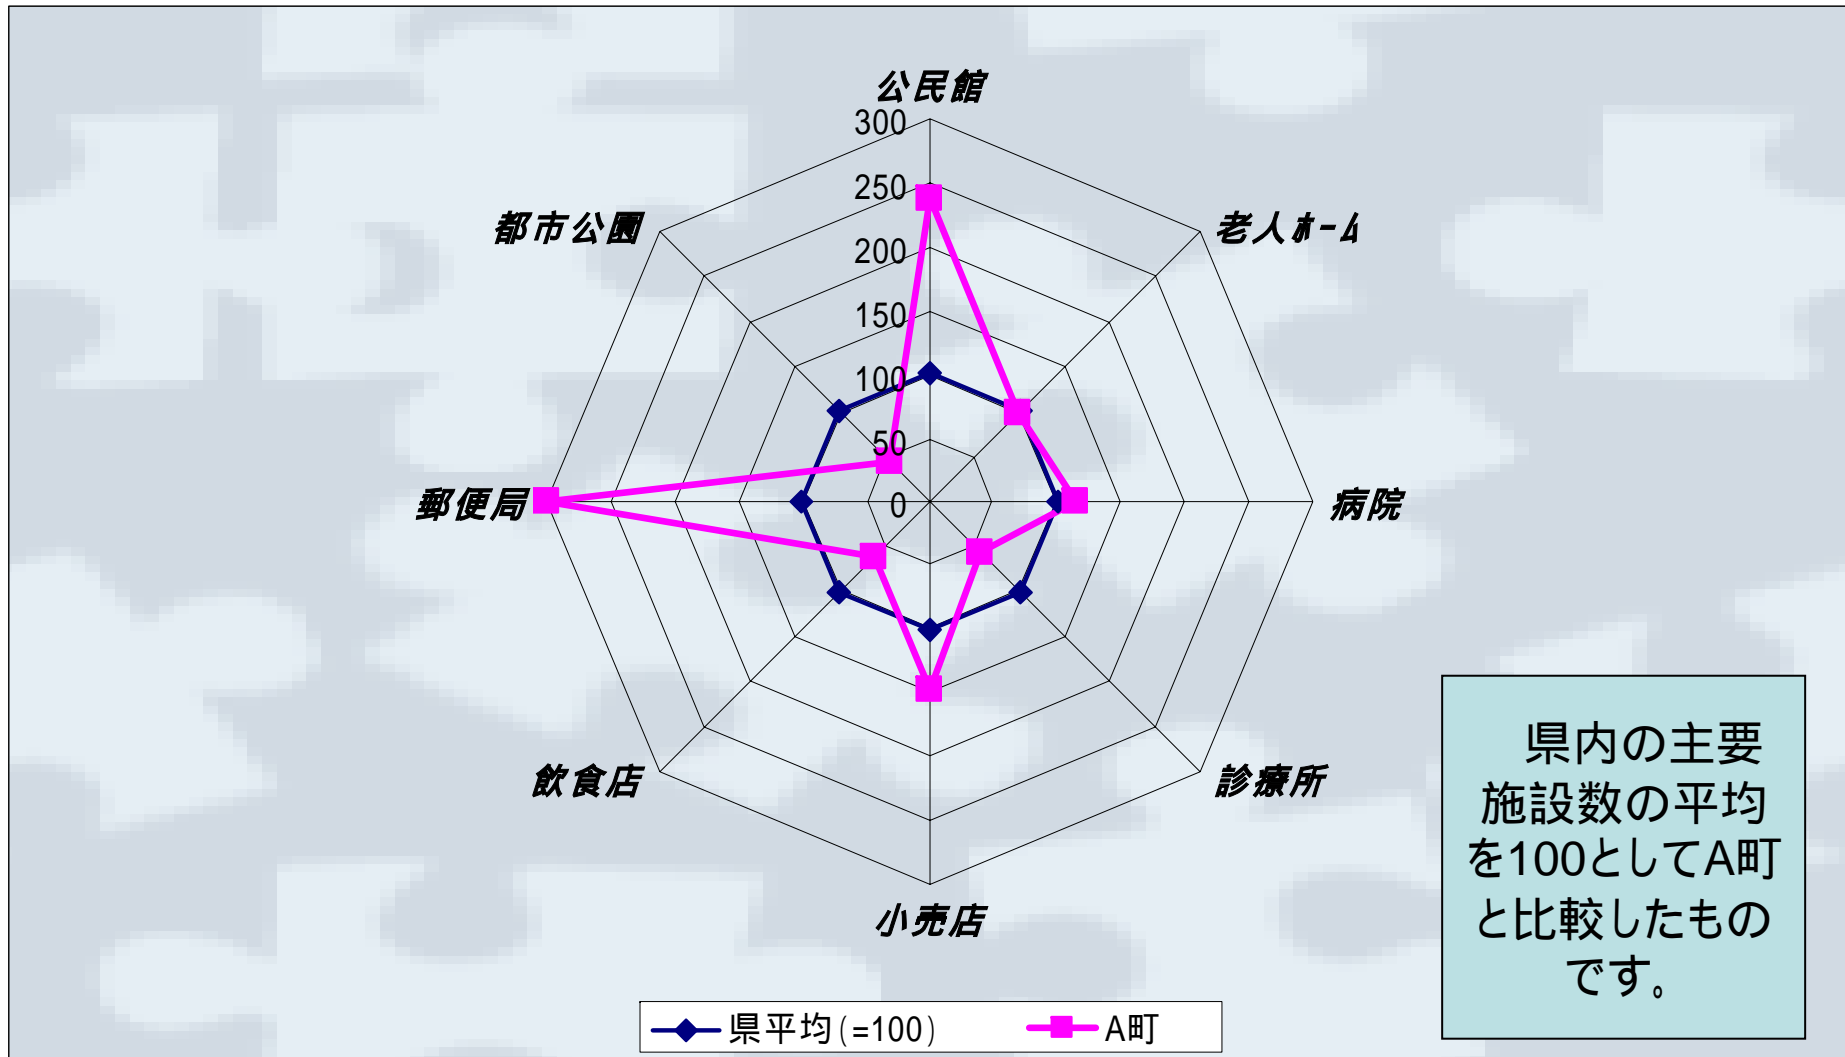 公民館
300
250
200
150
100
50
0
都市公園
老人ホーム
郵便局
病院
飲食店
診療所
小売店
県内の主要
施設数の平均
を100としてA町
と比較したもの
です。
県平均(=100)
A町